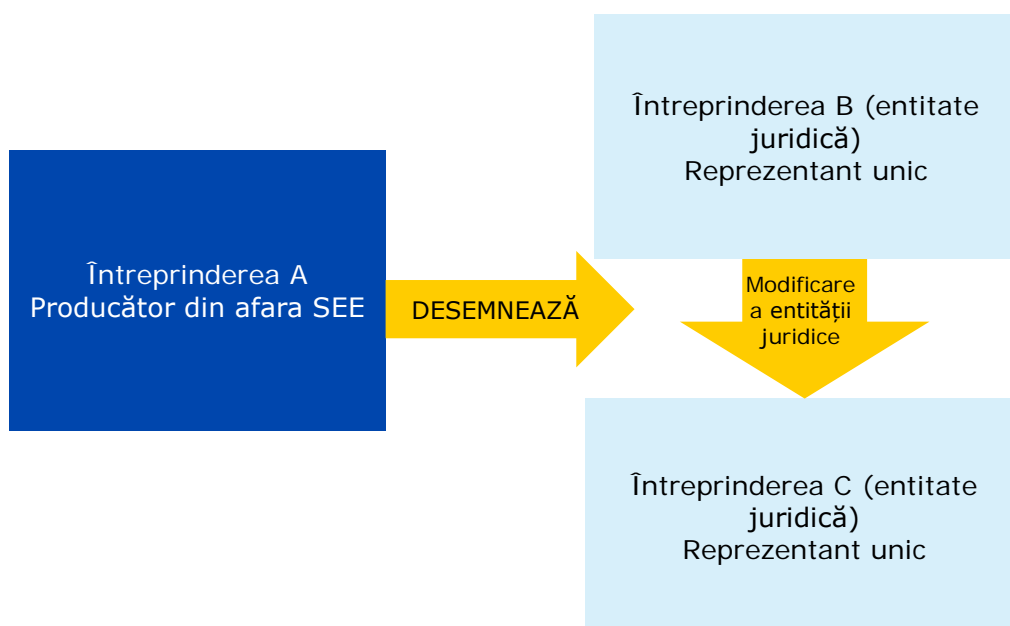 Întreprinderea A
Producător din afara SEE
DESEMNEAZĂ
Întreprinderea B (entitate
juridică)
Reprezentant unic
Modificare
a entității
juridice
Întreprinderea C (entitate
juridică)
Reprezentant unic